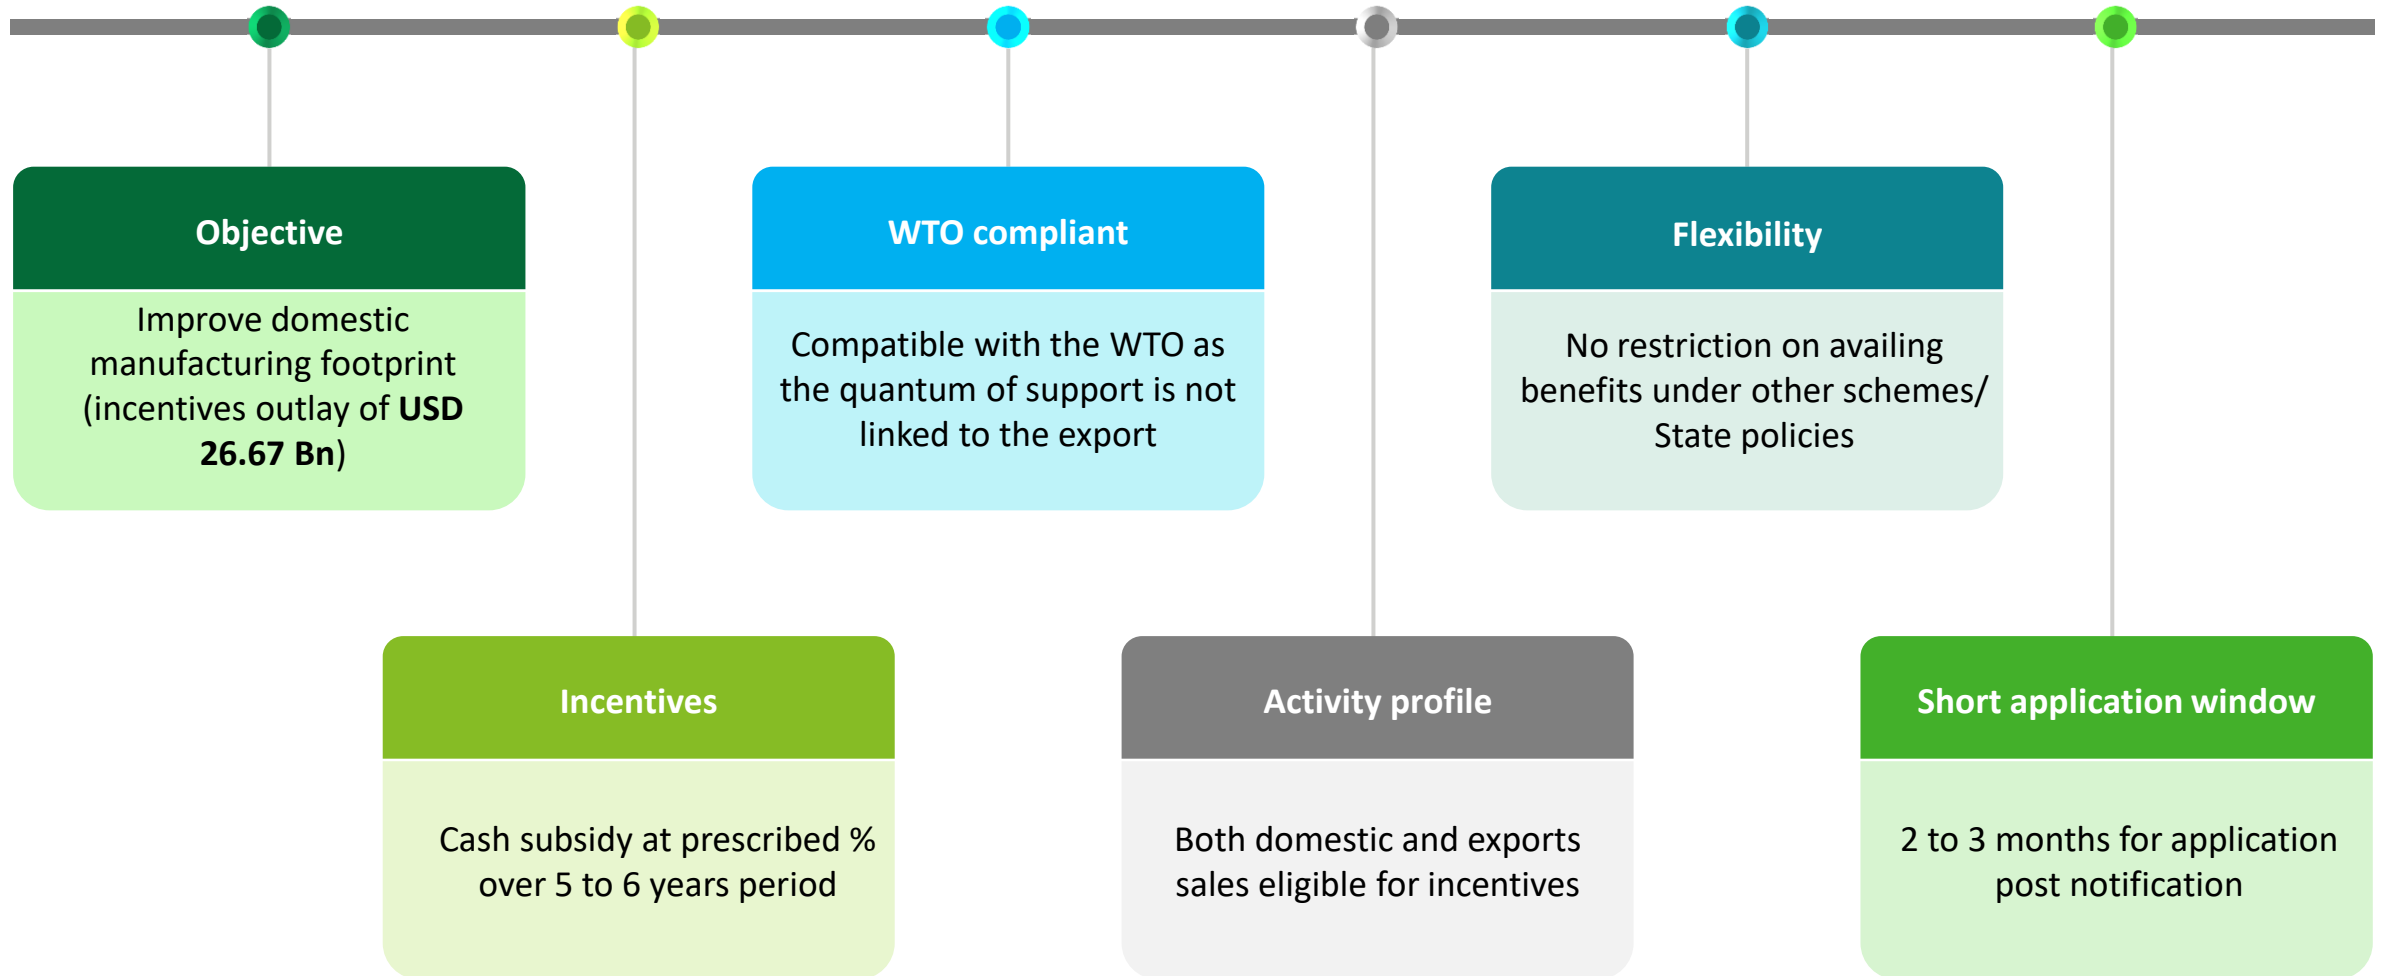 Objective
Improve domestic
manufacturing footprint
(incentives outlay of USD
26.67 Bn)
Incentives
Cash subsidy at prescribed %
over 5 to 6 years period
WTO compliant
Compatible with the WTO as
the quantum of support is not
linked to the export
Activity profile
Both domestic and exports
sales eligible for incentives
Flexibility
No restriction on availing
benefits under other schemes/
State policies
Short application window
2 to 3 months for application
post notification